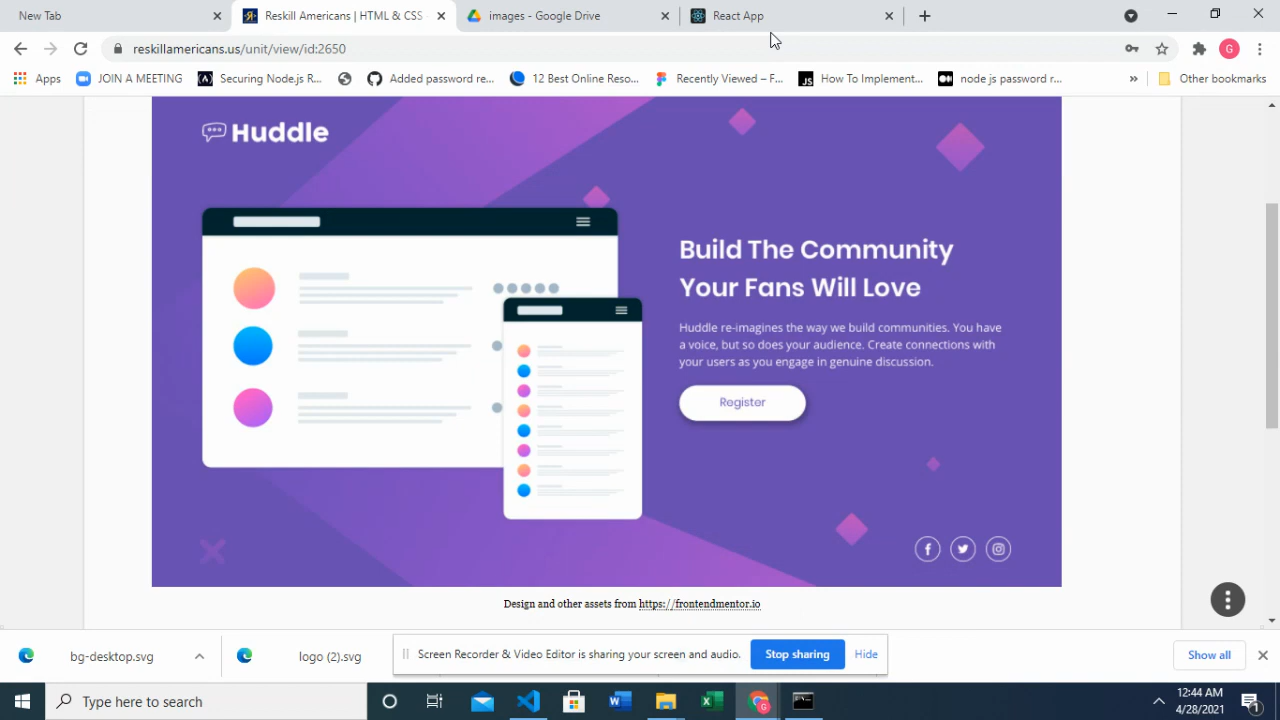 New Tab
Reskill Americans | HTML & CSS
images - Google Drive
React App
reskillamericans.us/unit/view/id:2650
G
Apps
JOIN A MEETING
Securing Node.js R...
Added password re...
12 Best Online Reso...
Recently Viewed – F...
JS
How To Implement...
node js password r...
»
Other bookmarks
Huddle
Build The Community
Your Fans Will Love
Huddle re-imagines the way we build communities. You have
a voice, but so does your audience. Create connections with
your users as you engage in genuine discussion.
Register
Design and other assets from https://frontendmentor.io
bg-desktop.svg
logo (2).svg
Screen Recorder & Video Editor is sharing your screen and audio.
Stop sharing
Hide
Show all
Type here to search
12:44 AM
4/28/2021